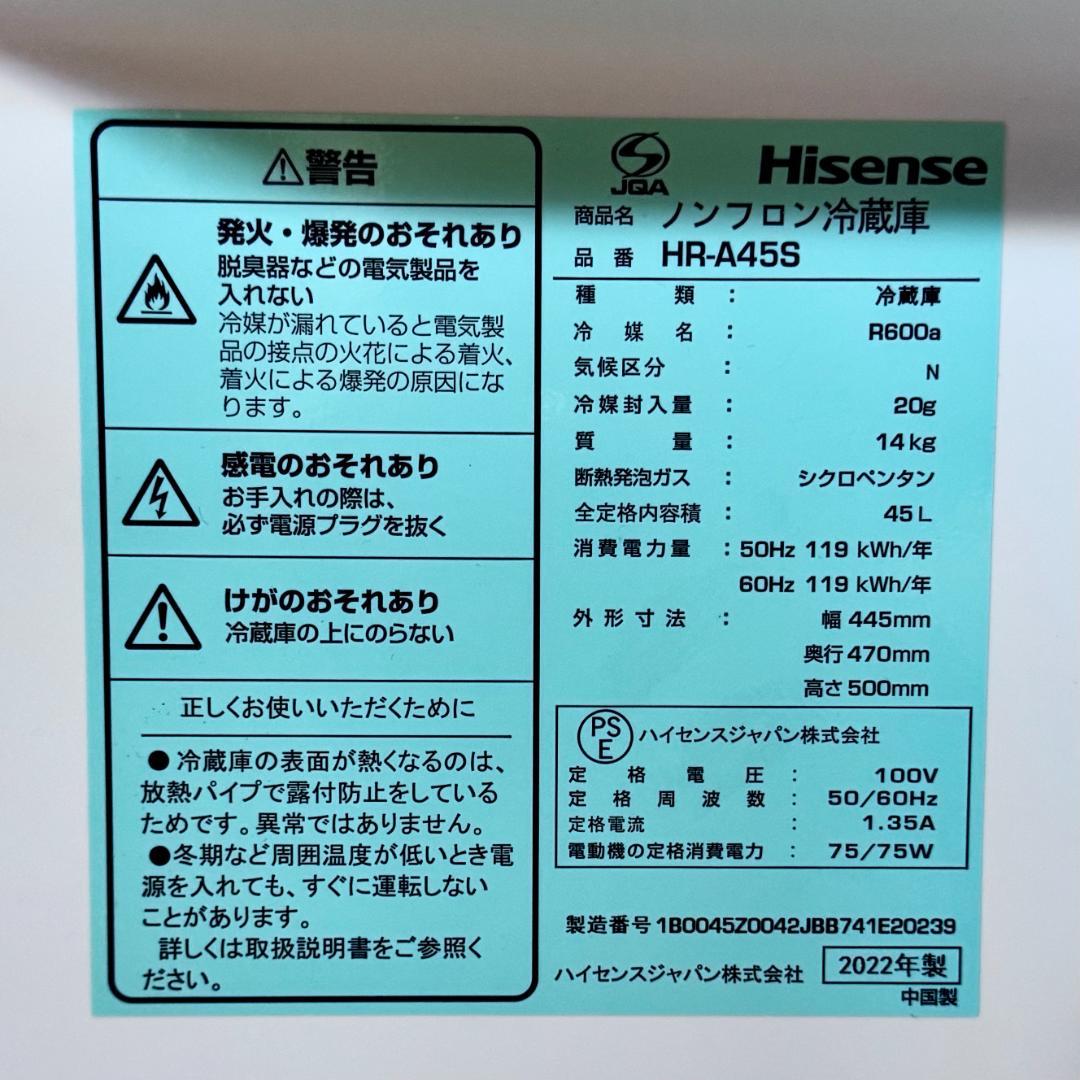 ⚠警告
発火・爆発のおそれあり
脱臭器などの電気製品を
入れない
冷媒が漏れていると電気製
品の接点の火花による着火、
着火による爆発の原因にな
ります。
感電のおそれあり
お手入れの際は、
必ず電源プラグを抜く
けがのおそれあり
冷蔵庫の上にのらない
正しくお使いいただくために
●冷蔵庫の表面が熱くなるのは、
放熱パイプで露付防止をしている
ためです。異常ではありません。
●冬期など周囲温度が低いとき電
源を入れても、すぐに運転しない
ことがあります。
詳しくは取扱説明書をご参照く
ださい。
JQA
Hisense
商品名 ノンフロン冷蔵庫
品番 HR-A45S
種類 : 冷蔵庫
冷媒名 : R600a
気候区分 : N
冷媒封入量 : 20g
質量 : 14kg
断熱発泡ガス : シクロペンタン
全定格内容積 : 45L
消費電力量 : 50Hz 119 kWh/年
60Hz 119 kWh/年
外形寸法 : 幅 445mm
奥行 470mm
高さ 500mm
PSE ハイセンスジャパン株式会社
定格電圧 : 100V
定格周波数 : 50/60Hz
定格電流 : 1.35A
電動機の定格消費電力 : 75/75W
製造番号 1B0045Z0042JBB741E20239
ハイセンスジャパン株式会社 2022年製
中国製